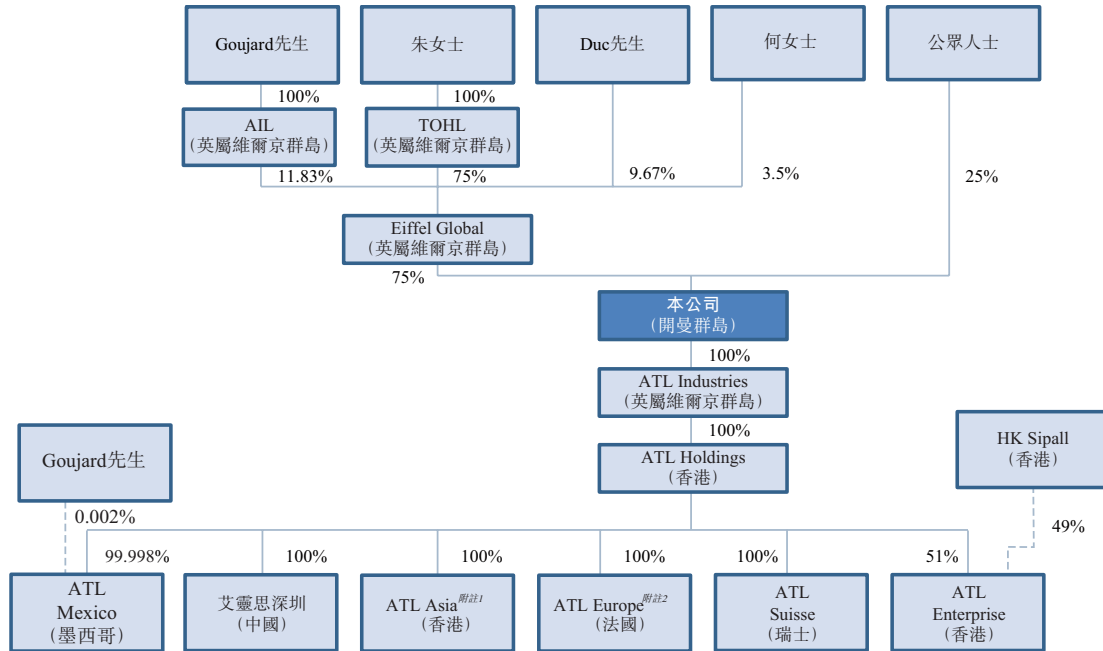 Goujard先生
朱女士
Duc先生
何女士
公眾人士
100%
100%
AIL
(英屬維爾京群島)
TOHL
(英屬維爾京群島)
11.83%
75%
9.67%
3.5%
25%
Eiffel Global
(英屬維爾京群島)
75%
本公司
(開曼群島)
100%
ATL Industries
(英屬維爾京群島)
100%
Goujard先生
ATL Holdings
(香港)
HK Sipall
(香港)
0.002%
49%
99.998%
100%
100%
100%
100%
51%
ATL
Mexico
(墨西哥)
艾靈思深圳
(中國)
ATL Asia附註1
(香港)
ATL Europe附註2
(法國)
ATL
Suisse
(瑞士)
ATL
Enterprise
(香港)